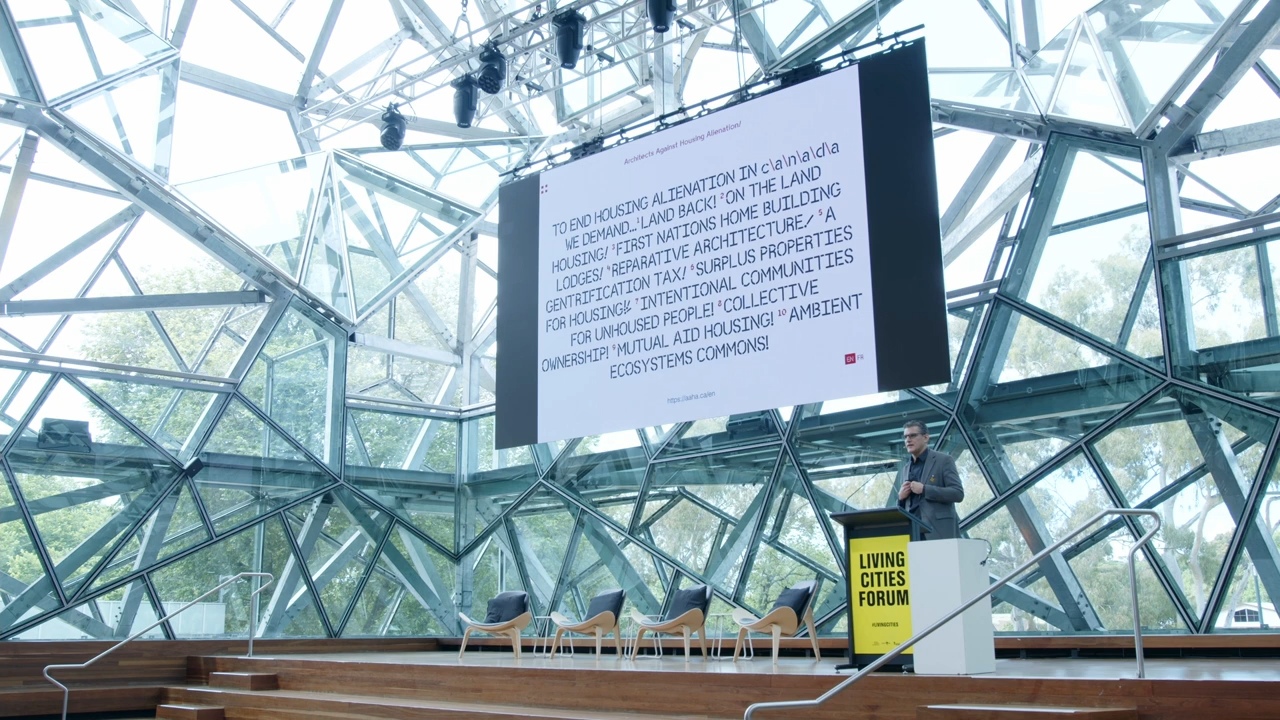 Architects Against Housing Alienation/
TO END HOUSING ALIENATION IN c\a\n\a\d\a
WE DEMAND...¹LAND BACK! ²ON THE LAND
HOUSING/ ³FIRST NATIONS HOME BUILDING
LODGES! ⁴REPARATIVE ARCHITECTURE/ ⁵A
GENTRIFICATION TAX! ⁶SURPLUS PROPERTIES
FOR HOUSING! ⁷INTENTIONAL COMMUNITIES
FOR UNHOUSED PEOPLE! ⁸COLLECTIVE
OWNERSHIP! ⁹MUTUAL AID HOUSING! ¹⁰AMBIENT
ECOSYSTEMS COMMONS!
EN FR
https://aaha.ca/en
LIVING
CITIES
FORUM
#LIVINGCITIES